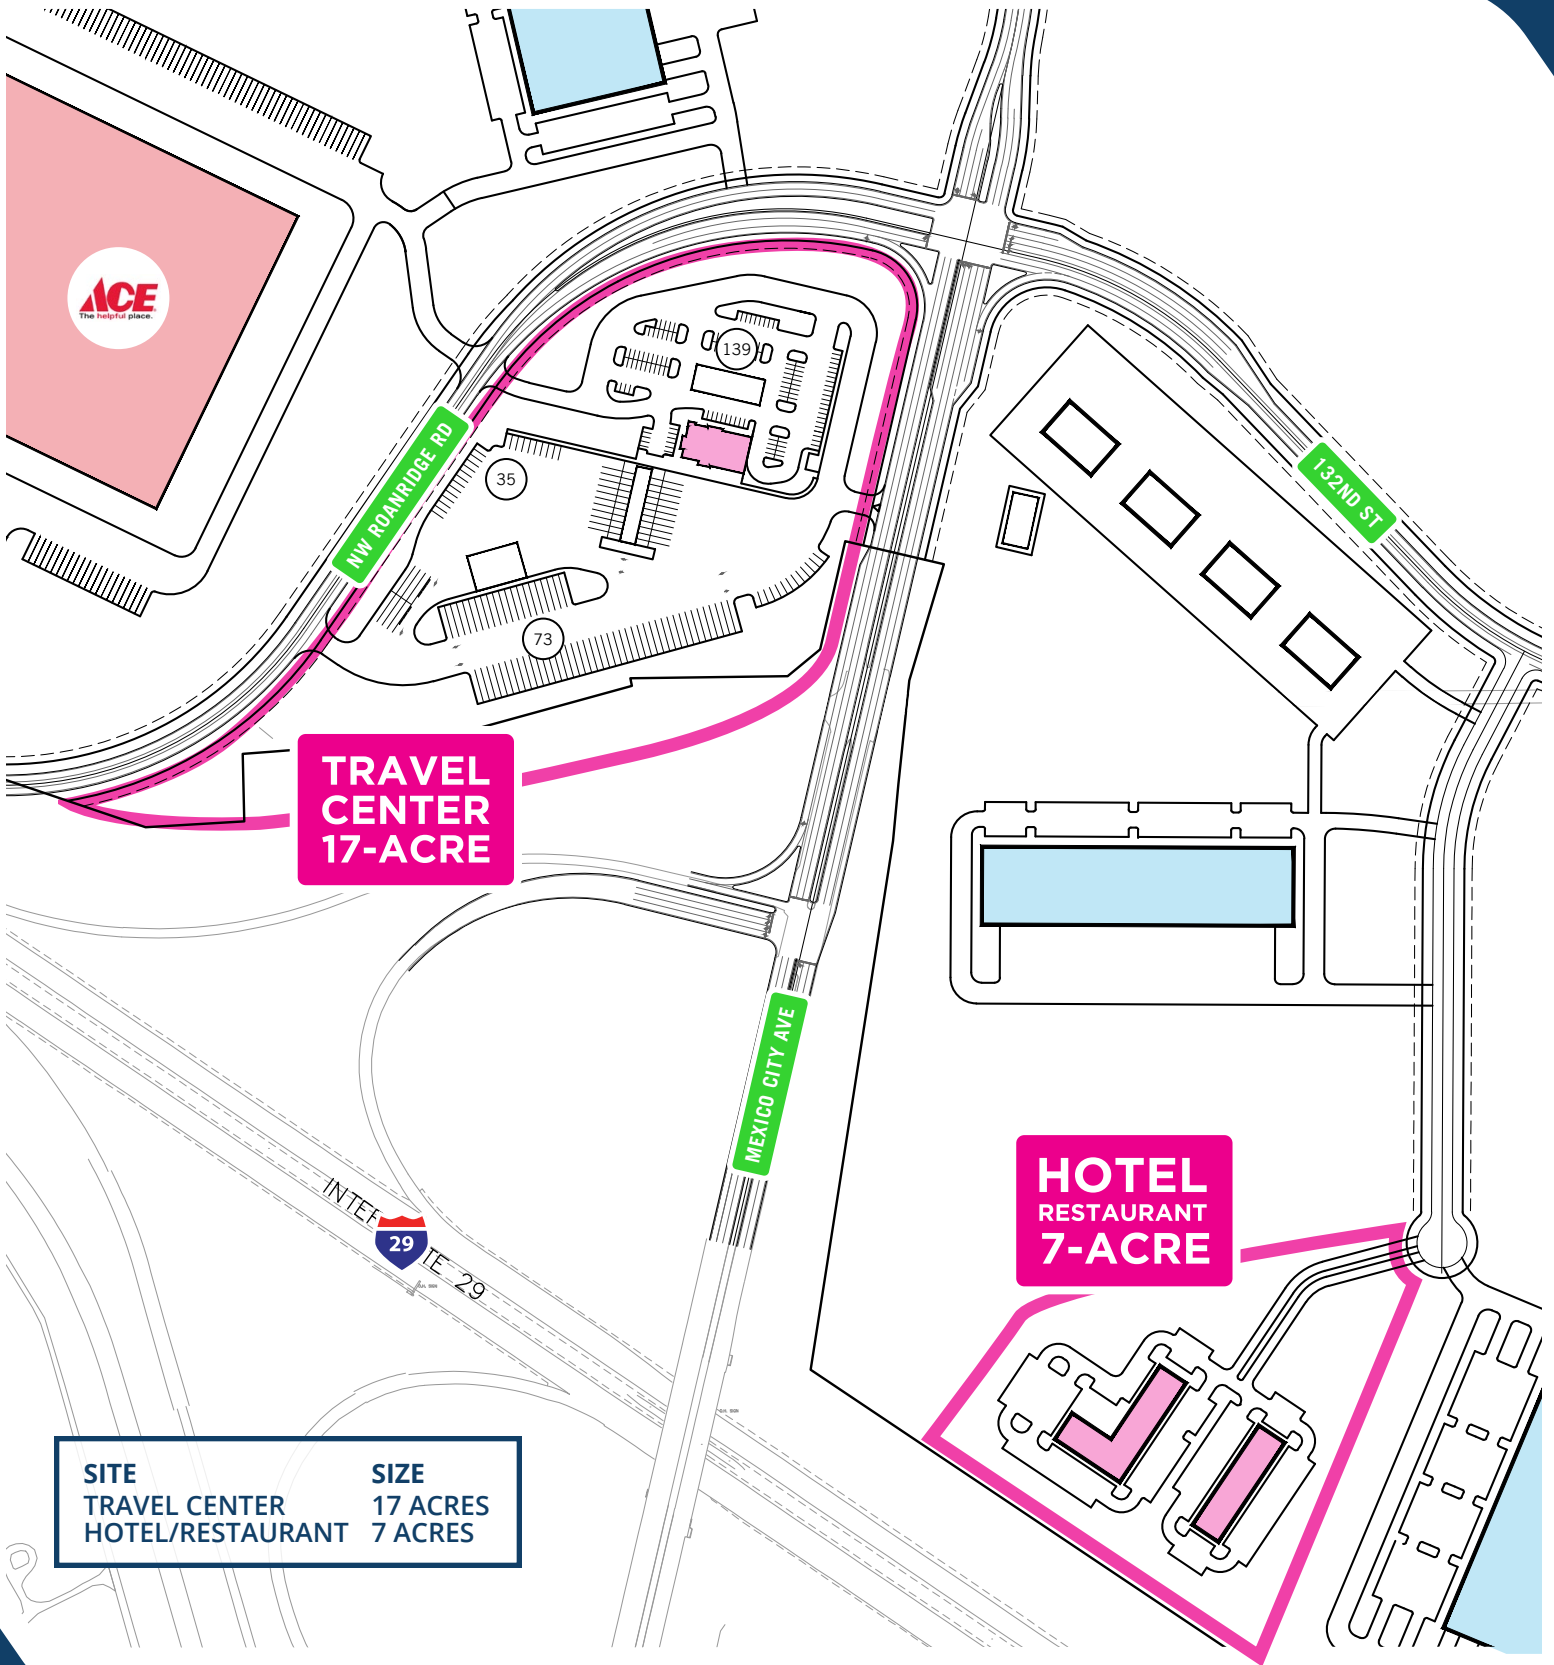 ACE
The helpful place.
139
NW ROANRIDGE RD
35
132ND ST
73
TRAVEL
CENTER
17-ACRE
MEXICO CITY AVE
HOTEL
RESTAURANT
7-ACRE
29
TE 29
SITE SIZE
TRAVEL CENTER 17 ACRES
HOTEL/RESTAURANT 7 ACRES